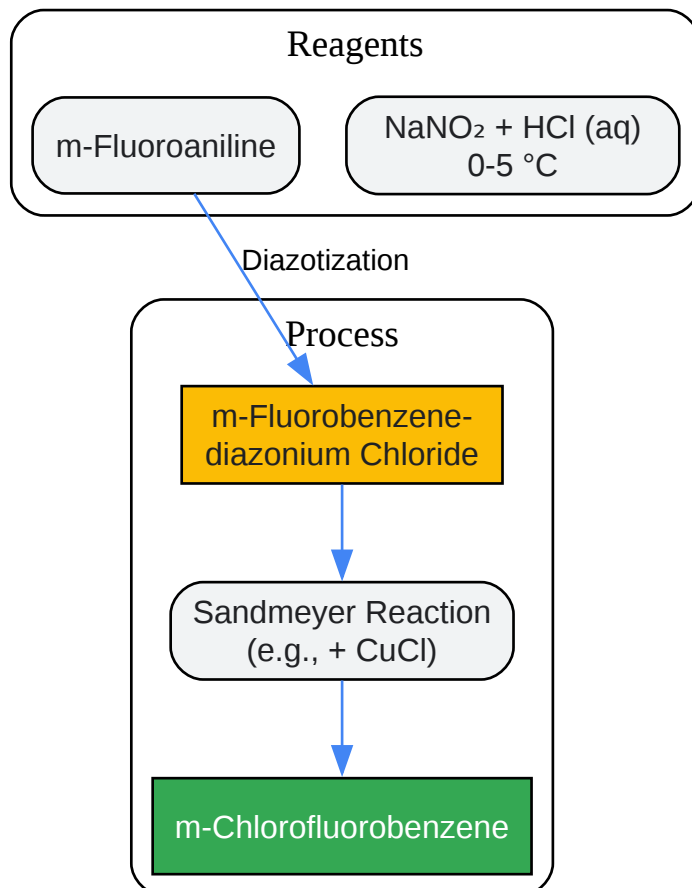 Reagents
m-Fluoroaniline
NaNO₂ + HCl (aq)
0-5 °C
Diazotization
Process
m-Fluorobenzene-
diazonium Chloride
Sandmeyer Reaction
(e.g., + CuCl)
m-Chlorofluorobenzene